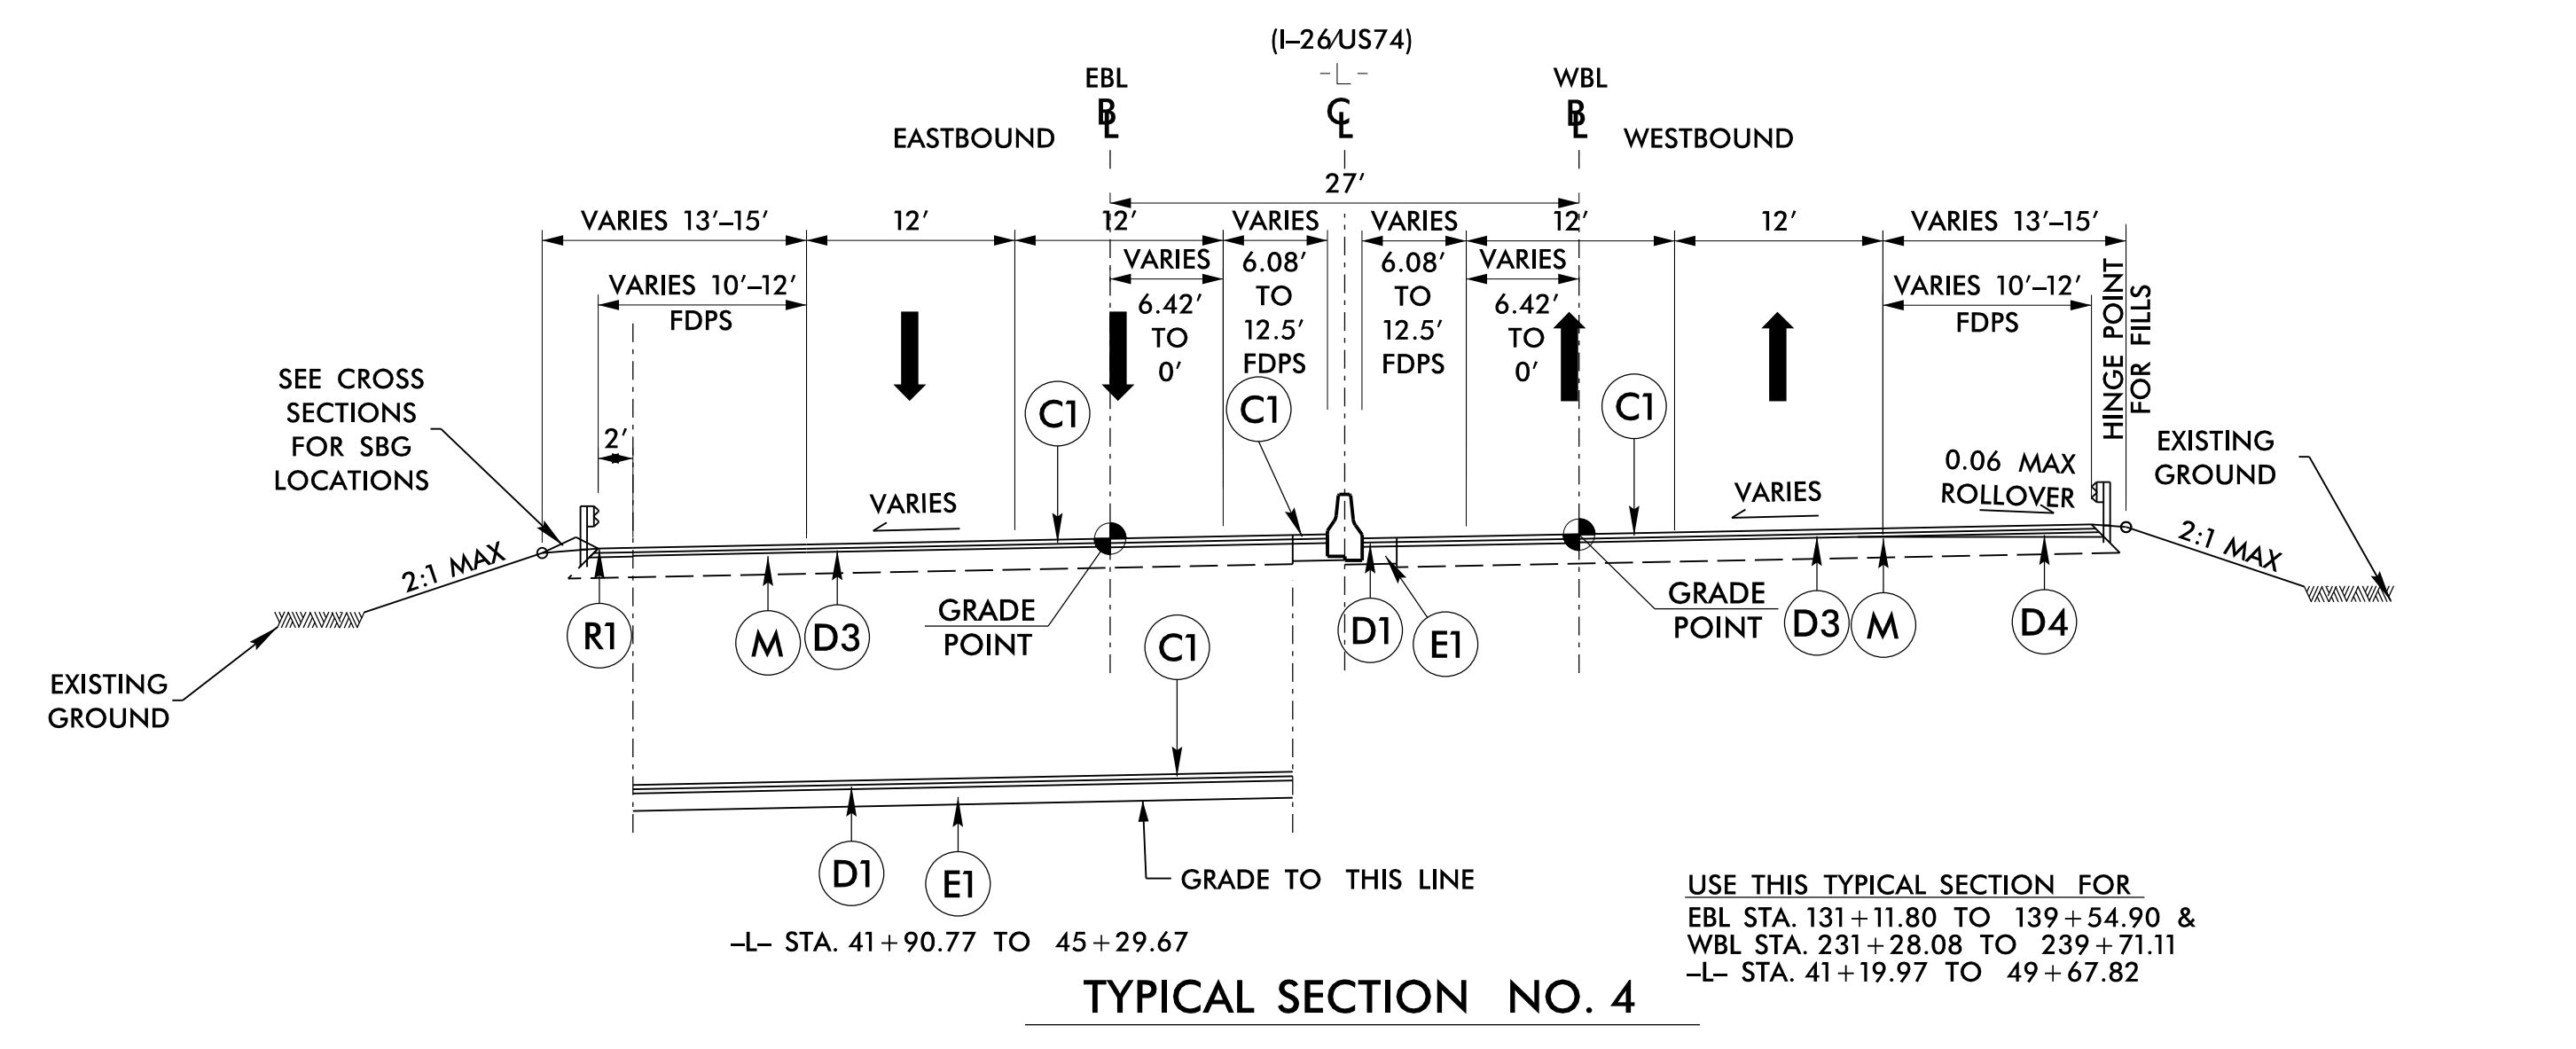 (I–26/US74)
-L-
EBL
WBL
BL
CL
BL
EASTBOUND
WESTBOUND
27'
VARIES 13'–15'
12'
12'
VARIES
VARIES
12'
12'
VARIES 13'–15'
VARIES
6.08'
6.08'
VARIES
VARIES 10'–12'
FDPS
6.42'
TO
0'
TO
12.5'
FDPS
TO
12.5'
FDPS
6.42'
TO
0'
VARIES 10'–12'
FDPS
HINGE POINT
FOR FILLS
SEE CROSS
SECTIONS
FOR SBG
LOCATIONS
2'
C1
C1
C1
EXISTING
GROUND
0.06 MAX
ROLLOVER
VARIES
VARIES
2:1 MAX
2:1 MAX
GRADE
POINT
GRADE
POINT
R1
M
D3
C1
D1
E1
D3
M
D4
EXISTING
GROUND
D1
E1
GRADE TO THIS LINE
–L– STA. 41+90.77 TO 45+29.67
USE THIS TYPICAL SECTION FOR
EBL STA. 131+11.80 TO 139+54.90 &
WBL STA. 231+28.08 TO 239+71.11
–L– STA. 41+19.97 TO 49+67.82
TYPICAL SECTION NO. 4